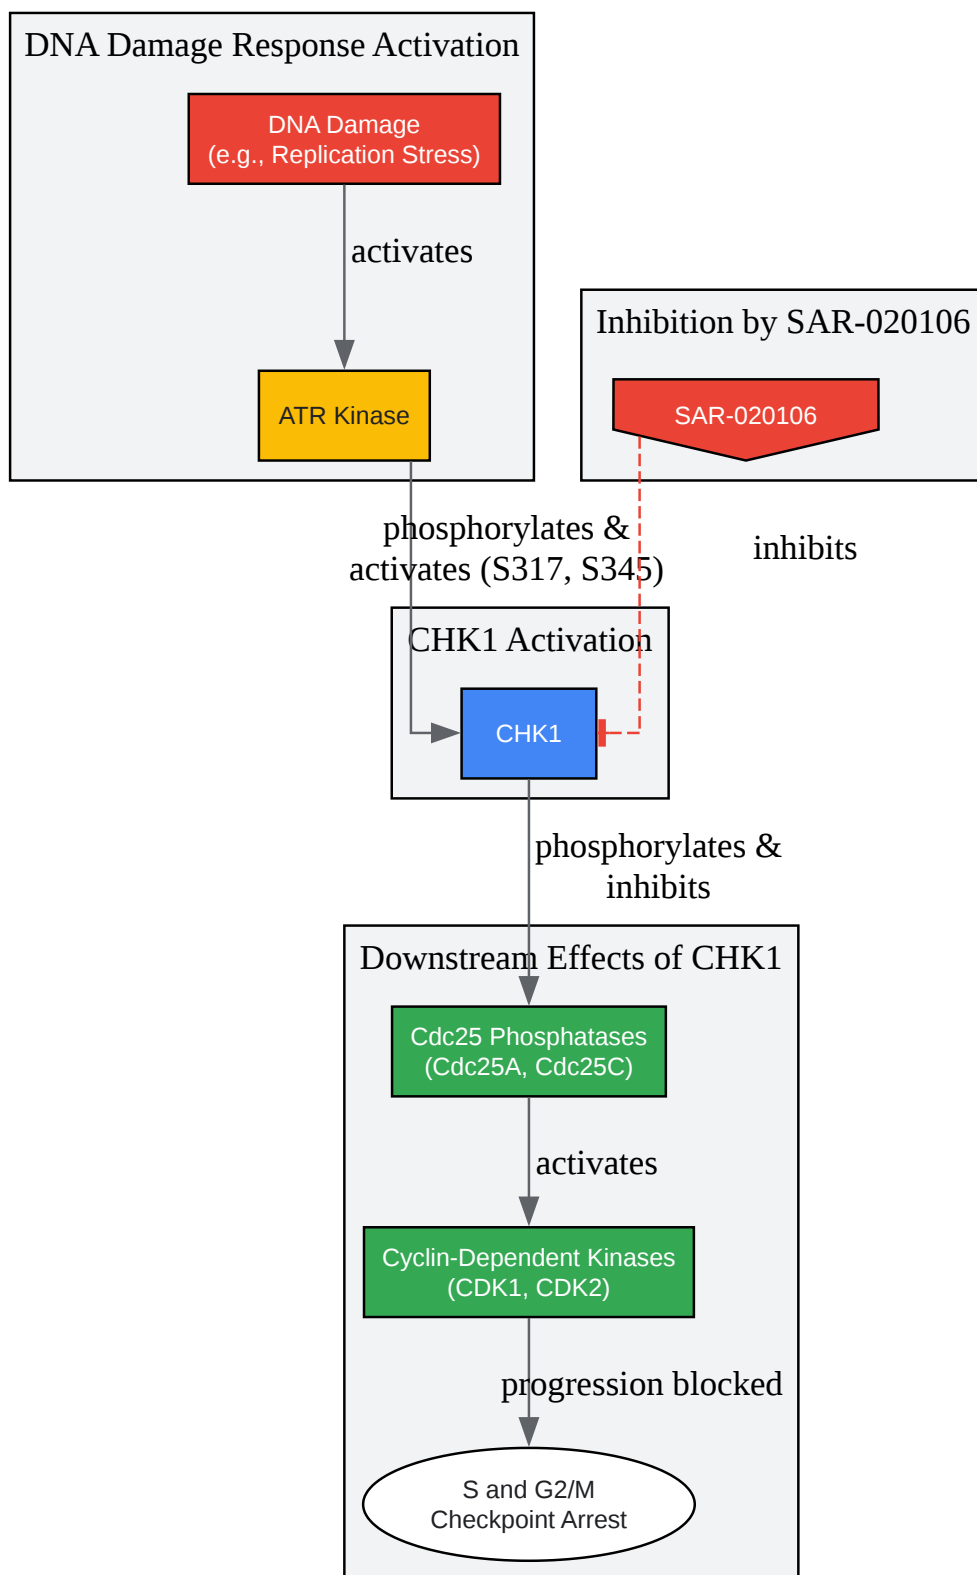 DNA Damage Response Activation
DNA Damage
(e.g., Replication Stress)
activates
ATR Kinase
Inhibition by SAR-020106
SAR-020106
phosphorylates &
activates (S317, S345)
inhibits
CHK1 Activation
CHK1
phosphorylates &
inhibits
Downstream Effects of CHK1
Cdc25 Phosphatases
(Cdc25A, Cdc25C)
activates
Cyclin-Dependent Kinases
(CDK1, CDK2)
progression blocked
S and G2/M
Checkpoint Arrest